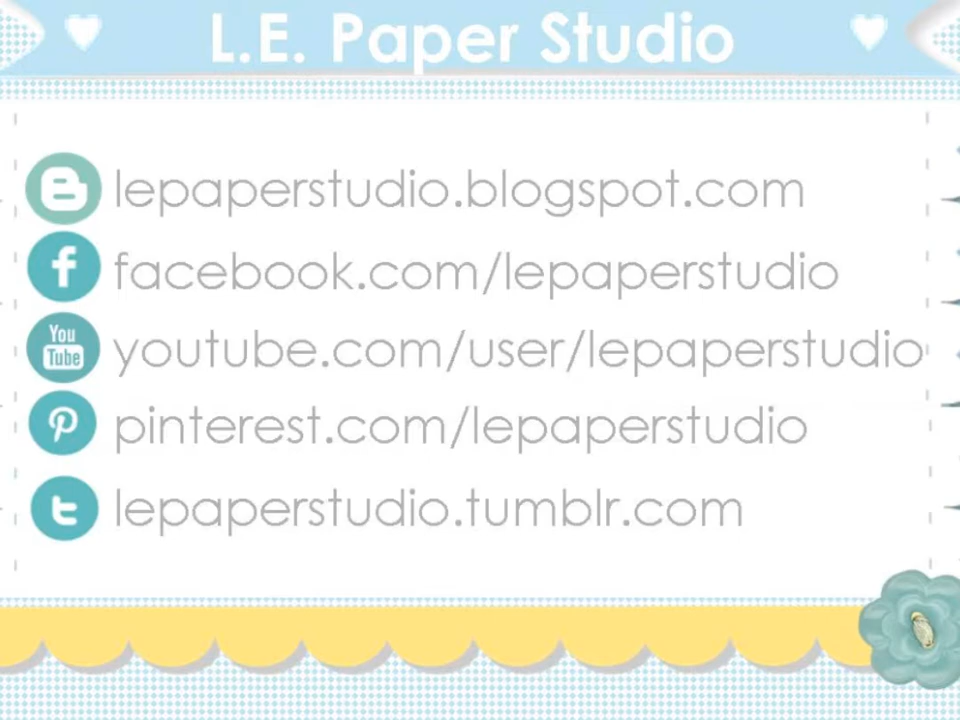 L.E. Paper Studio
lepaperstudio.blogspot.com
facebook.com/lepaperstudio
You
Tube
youtube.com/user/lepaperstudio
pinterest.com/lepaperstudio
lepaperstudio.tumblr.com